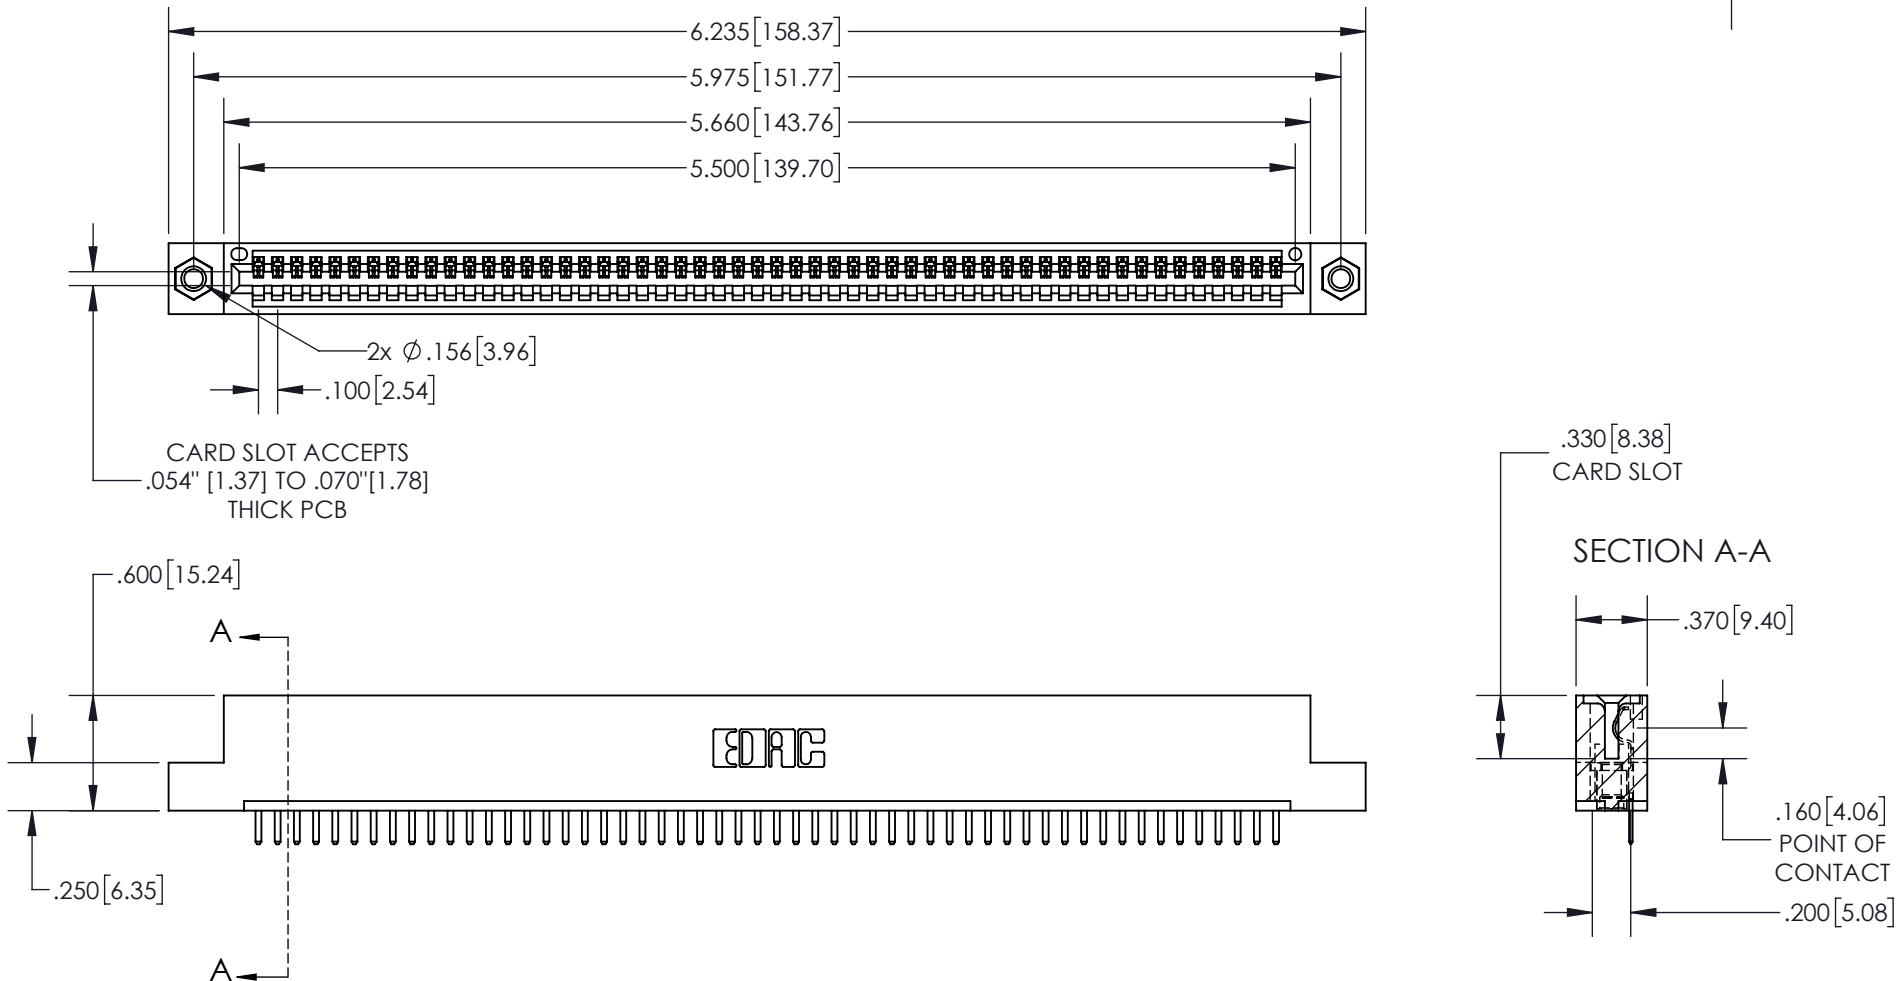 6.235[158.37]
5.975[151.77]
5.660[143.76]
5.500[139.70]
2x ∅.156[3.96]
.100[2.54]
CARD SLOT ACCEPTS
.054" [1.37] TO .070"[1.78]
THICK PCB
.330[8.38]
CARD SLOT
SECTION A-A
.600[15.24]
A
.370[9.40]
EDAC
.160[4.06]
POINT OF
CONTACT
.250[6.35]
.200[5.08]
A